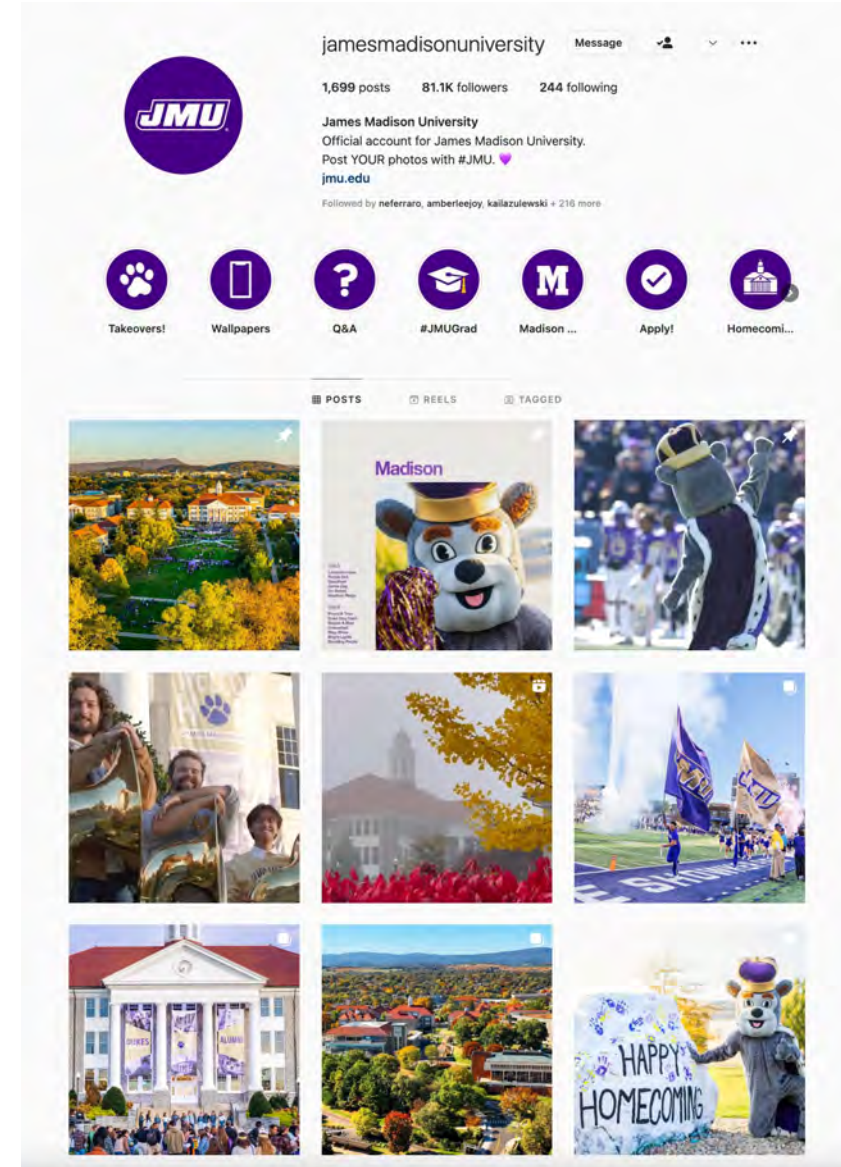 jamesmadisonuniversity Message
1,699 posts 81.1K followers 244 following
James Madison University
Official account for James Madison University.
Post YOUR photos with #JMU. 💜
jmu.edu
Followed by neferraro, amberleejoy, kailazulewski + 216 more
JMU
Takeovers! Wallpapers Q&A #JMUGrad Madison ... Apply! Homecomi...
?
M
POSTS REELS TAGGED
Madison
JMU
JMU
DUKES
ALUMNI
HAPPY
HOMECOMING